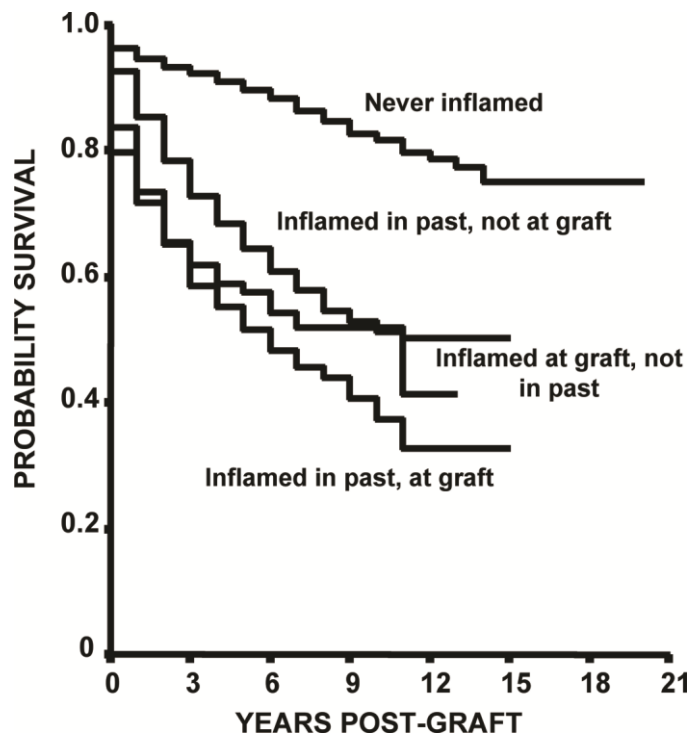 1.0
0.8
0.6
0.4
0.2
0
PROBABILITY SURVIVAL
Never inflamed
Inflamed in past, not at graft
Inflamed at graft, not
in past
Inflamed in past, at graft
0 3 6 9 12 15 18 21
YEARS POST-GRAFT